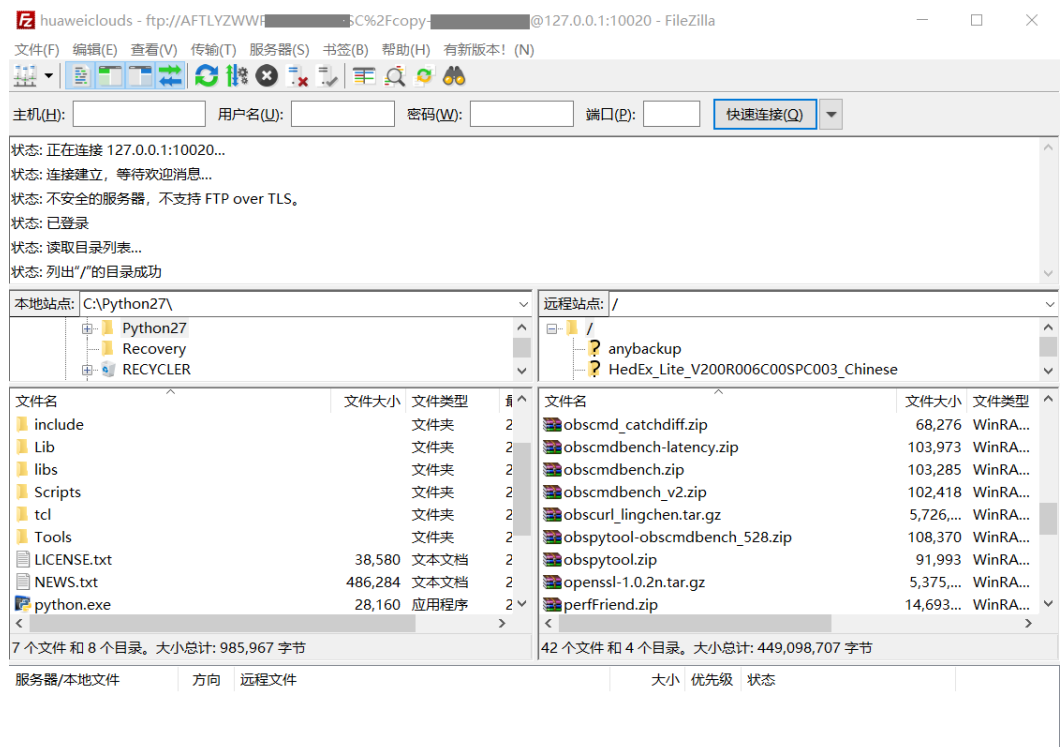 huaweiclouds - ftp://AFTLYZWWF SC%2Fcopy- @127.0.0.1:10020 - FileZilla
文件(F) 编辑(E) 查看(V) 传输(T) 服务器(S) 书签(B) 帮助(H) 有新版本! (N)
主机(H): 用户名(U): 密码(W): 端口(P): 快速连接(Q)
状态: 正在连接 127.0.0.1:10020...
状态: 连接建立，等待欢迎消息...
状态: 不安全的服务器，不支持 FTP over TLS。
状态: 已登录
状态: 读取目录列表...
状态: 列出"/"的目录成功
本地站点: C:\Python27\
Python27
Recovery
RECYCLER
远程站点: /
/
anybackup
HedEx_Lite_V200R006C00SPC003_Chinese
文件名 文件大小 文件类型
include 文件夹 2
Lib 文件夹 2
libs 文件夹 2
Scripts 文件夹 2
tcl 文件夹 2
Tools 文件夹 2
LICENSE.txt 38,580 文本文档 2
NEWS.txt 486,284 文本文档 2
python.exe 28,160 应用程序 2
7 个文件 和 8 个目录。大小总计: 985,967 字节
文件名 文件大小 文件类型
obscmd_catchdiff.zip 68,276 WinRA...
obscmdbench-latency.zip 103,973 WinRA...
obscmdbench.zip 103,285 WinRA...
obscmdbench_v2.zip 102,418 WinRA...
obscurl_lingchen.tar.gz 5,726,... WinRA...
obspytool-obscmdbench_528.zip 108,370 WinRA...
obspytool.zip 91,993 WinRA...
openssl-1.0.2n.tar.gz 5,375,... WinRA...
perfFriend.zip 14,693... WinRA...
42 个文件 和 4 个目录。大小总计: 449,098,707 字节
服务器/本地文件 方向 远程文件 大小 优先级 状态